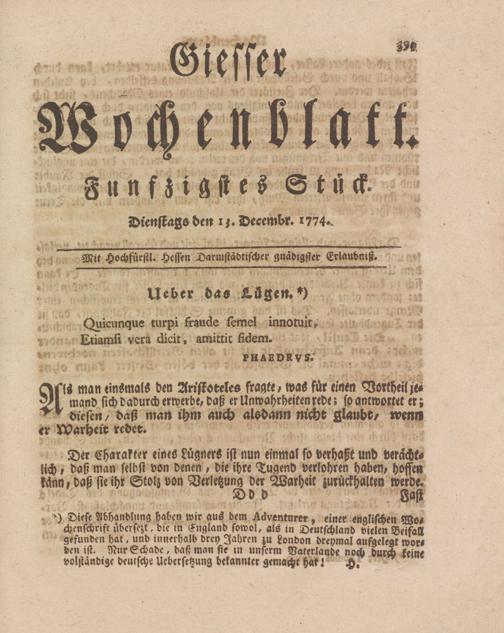 391
Giesser
Wochenblatt.
Funfzigstes Stück.
Dienstags den 13. Decembr. 1774.
Mit Hochfürstl. Hessen Darmstädtischer gnädigster Erlaubniß.
Ueber das Lügen. *)
Quicunque turpi fraude semel innotuit,
Etiamsi vera dicit, amittit fidem.
PHAEDRVS.
Als man einsmals den Aristoteles fragte, was für einen Vortheil je-
mand sich dadurch erwerbe, daß er Unwahrheiten rede: so antwortet er;
diesen, daß man ihm auch alsdann nicht glaubt, wenn
er Warheit redet.
Der Charakter eines Lügners ist nun einmal so verhaßt und verächt-
lich, daß man selbst von denen, die ihre Tugend verlohren haben, hoffen
kann, daß sie ihr Stolz von Verletzung der Warheit zurückhalten werde.
D d d
Fast
*) Diese Abhandlung haben wir aus dem Adventurer, einer englischen Wo-
chenschrift übersetzt, die in England sowol, als in Deutschland vielen Beifall
gefunden hat, und innerhalb drey Jahren zu London dreymal aufgelegt wor-
den ist. Nur Schade, daß man sie in unserm Vaterlande noch durch keine
volständige deutsche Uebersetzung bekannter gemacht hat! H.